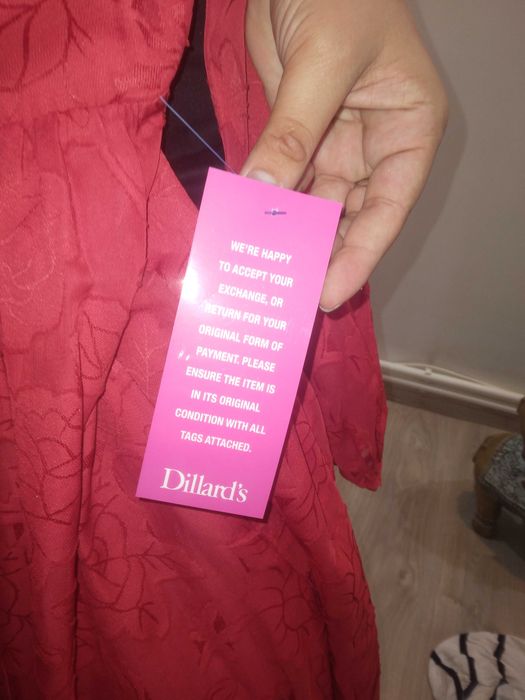 WE'RE HAPPY
TO ACCEPT YOUR
EXCHANGE, OR
RETURN FOR YOUR
ORIGINAL FORM OF
PAYMENT. PLEASE
ENSURE THE ITEM IS
IN ITS ORIGINAL
CONDITION WITH ALL
TAGS ATTACHED.
Dillard's